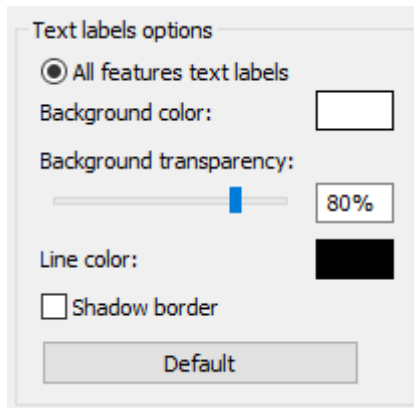 Text labels options
All features text labels
Background color:
Background transparency:
80%
Line color:
Shadow border
Default